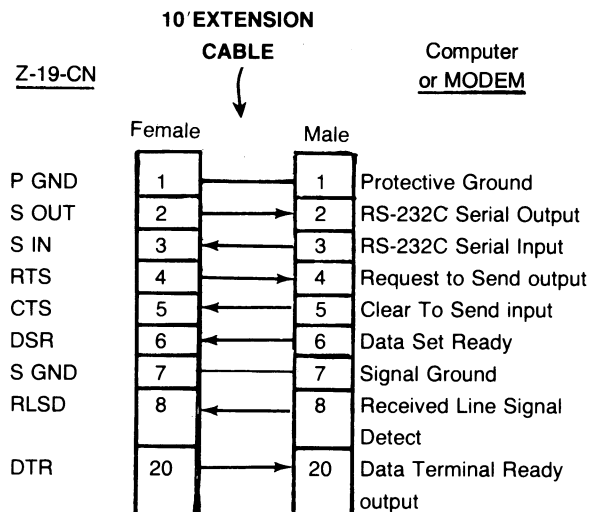 10'EXTENSION
CABLE
Z-19-CN
Computer
or MODEM
Female
Male
P GND 1 1 Protective Ground
S OUT 2 2 RS-232C Serial Output
S IN 3 3 RS-232C Serial Input
RTS 4 4 Request to Send output
CTS 5 5 Clear To Send input
DSR 6 6 Data Set Ready
S GND 7 7 Signal Ground
RLSD 8 8 Received Line Signal
Detect
DTR 20 20 Data Terminal Ready
output